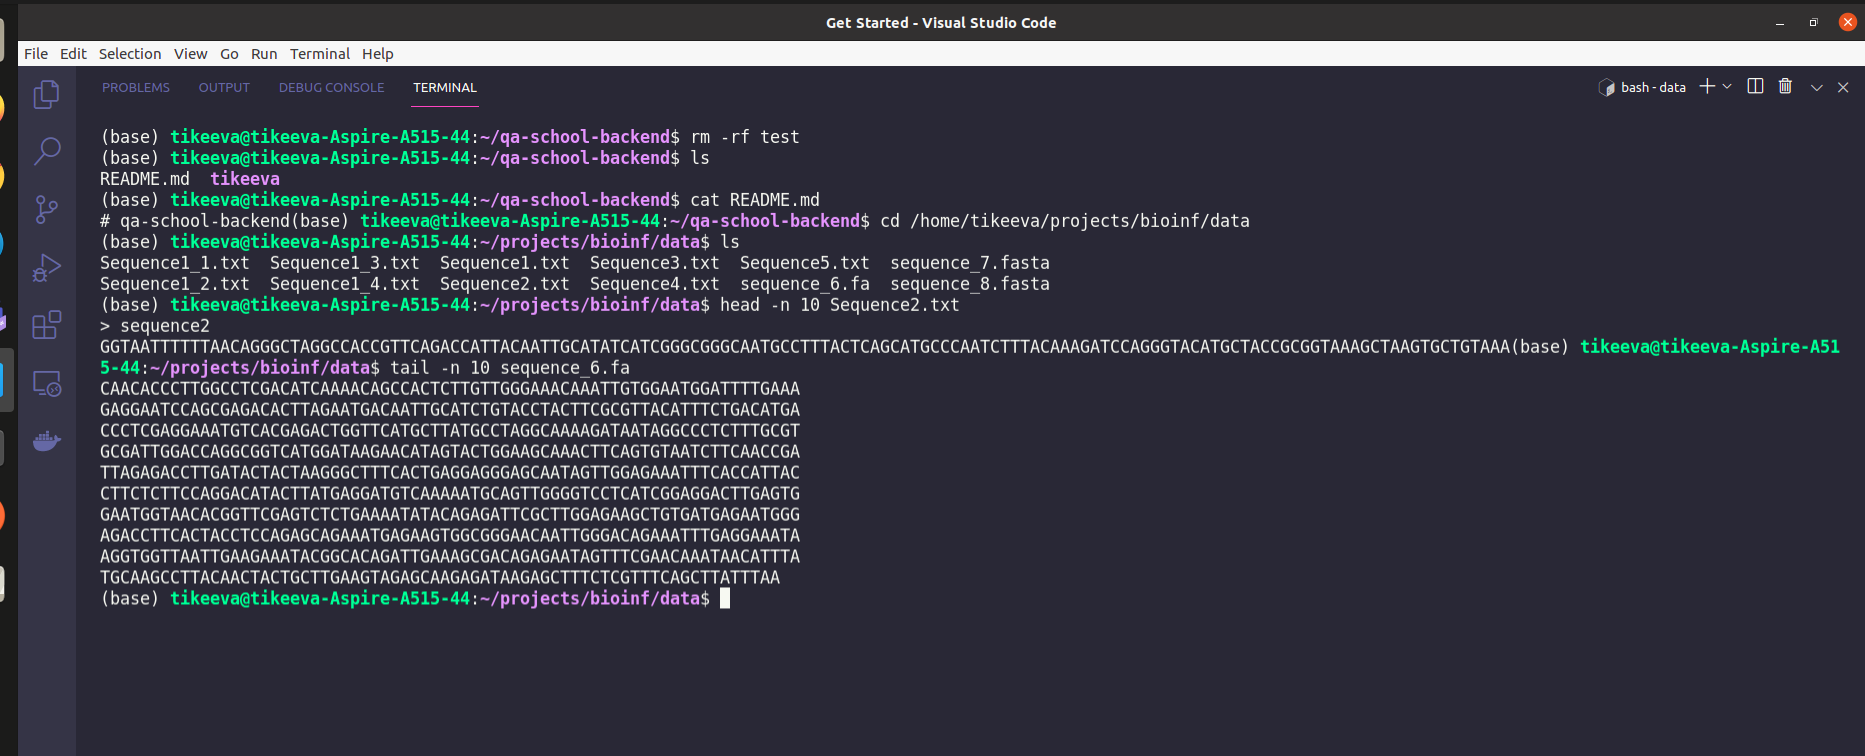 Get Started - Visual Studio Code
File Edit Selection View Go Run Terminal Help
PROBLEMS OUTPUT DEBUG CONSOLE TERMINAL bash - data
(base) tikeeva@tikeeva-Aspire-A515-44:~/qa-school-backend$ rm -rf test
(base) tikeeva@tikeeva-Aspire-A515-44:~/qa-school-backend$ ls
README.md tikeeva
(base) tikeeva@tikeeva-Aspire-A515-44:~/qa-school-backend$ cat README.md
# qa-school-backend(base) tikeeva@tikeeva-Aspire-A515-44:~/qa-school-backend$ cd /home/tikeeva/projects/bioinf/data
(base) tikeeva@tikeeva-Aspire-A515-44:~/projects/bioinf/data$ ls
Sequence1_1.txt Sequence1_3.txt Sequence1.txt Sequence3.txt Sequence5.txt sequence_7.fasta
Sequence1_2.txt Sequence1_4.txt Sequence2.txt Sequence4.txt sequence_6.fa sequence_8.fasta
(base) tikeeva@tikeeva-Aspire-A515-44:~/projects/bioinf/data$ head -n 10 Sequence2.txt
> sequence2
GGTAATTTTTTAACAGGGCTAGGCCACCGTTCAGACCATTACAATTGCATATCATCGGGCGGGCAATGCCTTTACTCAGCATGCCCAATCTTTACAAAGATCCAGGGTACATGCTACCGCGGTAAAGCTAAGTGCTGTAAA(base) tikeeva@tikeeva-Aspire-A51
5-44:~/projects/bioinf/data$ tail -n 10 sequence_6.fa
CAACACCCTTGGCCTCGACATCAAAACAGCCACTCTTGTTGGGAAACAAATTGTGGAATGGATTTTGAAA
GAGGAATCCAGCGAGACACTTAGAATGACAATTGCATCTGTACCTACTTCGCGTTACATTTCTGACATGA
CCCTCGAGGAAATGTCACGAGACTGGTTCATGCTTATGCCTAGGCAAAAGATAATAGGCCCTCTTTGCGT
GCGATTGGACCAGGCGGTCATGGATAAGAACATAGTACTGGAAGCAAACTTCAGTGTAATCTTCAACCGA
TTAGAGACCTTGATACTACTAAGGGCTTTCACTGAGGAGGGAGCAATAGTTGGAGAAATTTCACCATTAC
CTTCTCTTCCAGGACATACTTATGAGGATGTCAAAAATGCAGTTGGGGTCCTCATCGGAGGACTTGAGTG
GAATGGTAACACGGTTCGAGTCTCTGAAAATATACAGAGATTCGCTTGGAGAAGCTGTGATGAGAATGGG
AGACCTTCACTACCTCCAGAGCAGAAATGAGAAGTGGCGGGAACAATTGGGACAGAAATTTGAGGAAATA
AGGTGGTTAATTGAAGAAATACGGCACAGATTGAAAGCGACAGAGAATAGTTTCGAACAAATAACATTTA
TGCAAGCCTTACAACTACTGCTTGAAGTAGAGCAAGAGATAAGAGCTTTCTCGTTTCAGCTTATTTAA
(base) tikeeva@tikeeva-Aspire-A515-44:~/projects/bioinf/data$